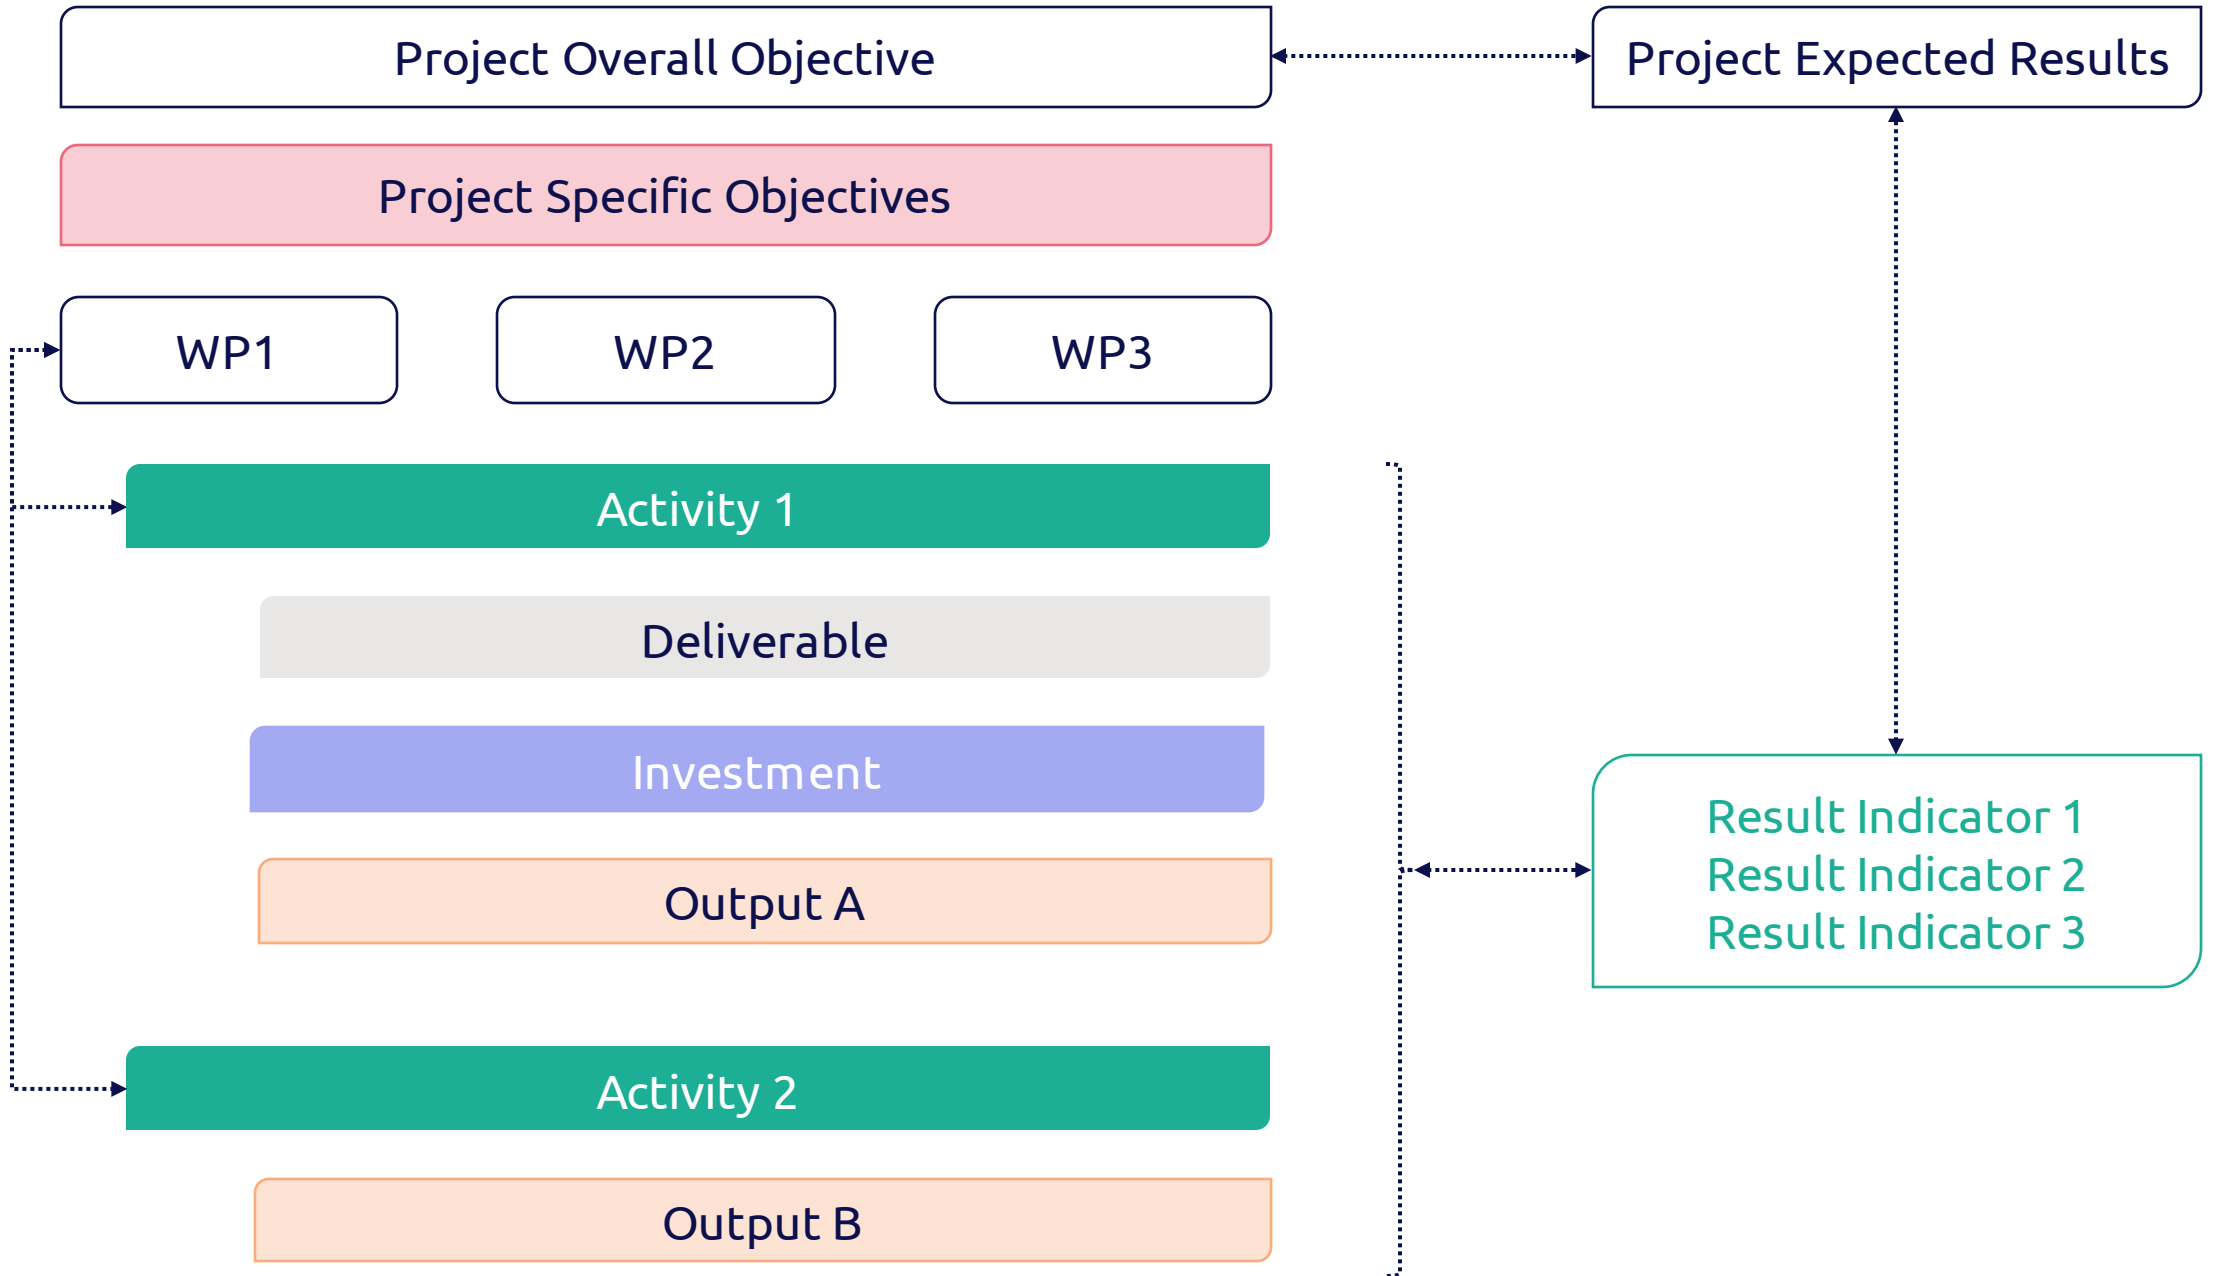 Project Overall Objective
Project Expected Results
Project Specific Objectives
WP1
WP2
WP3
Activity 1
Deliverable
Investment
Output A
Result Indicator 1
Result Indicator 2
Result Indicator 3
Activity 2
Output B